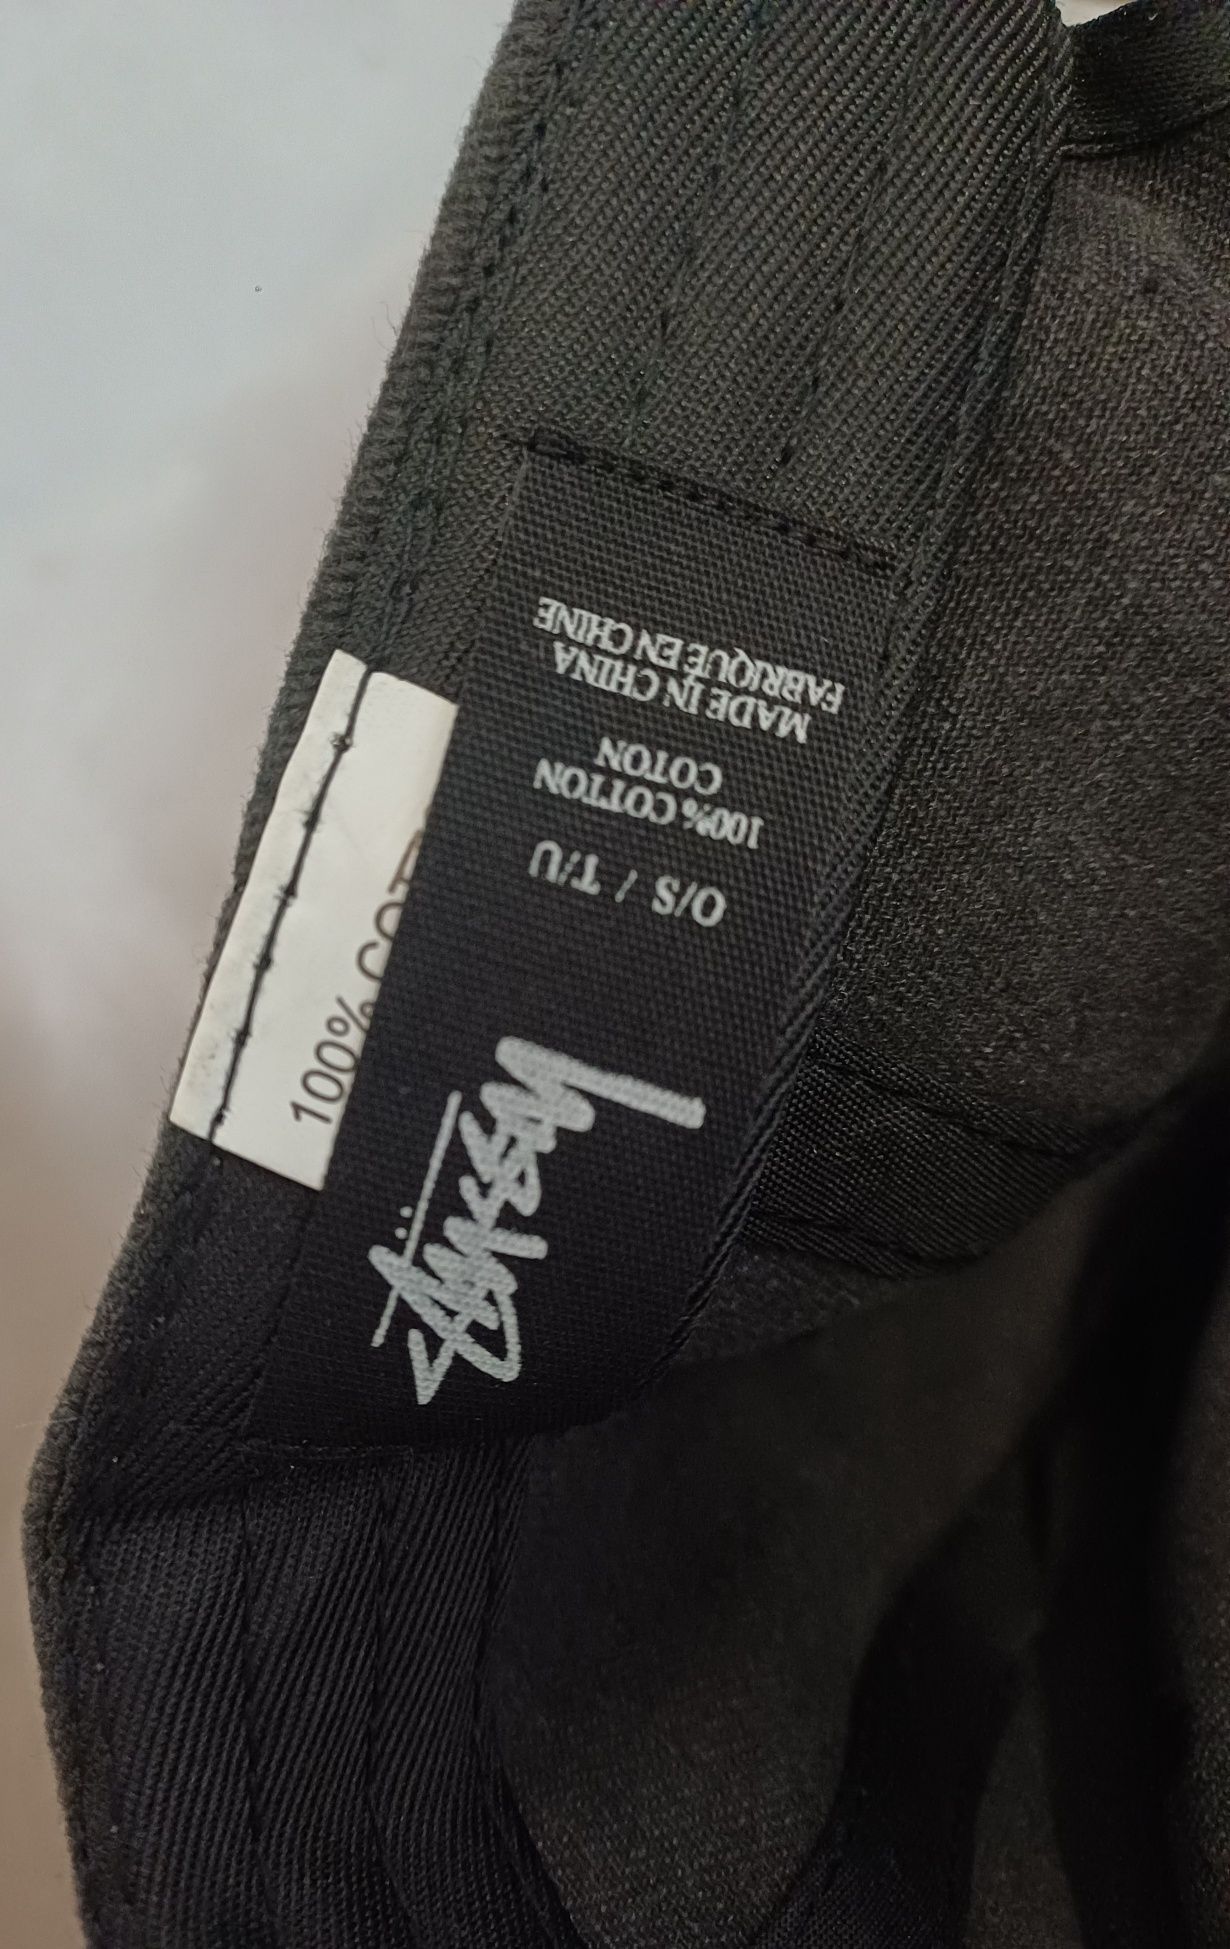 Stüssy
O/S / T/U
100% COTTON
COTON
MADE IN CHINA
FABRIQUÉ EN CHINE
100%